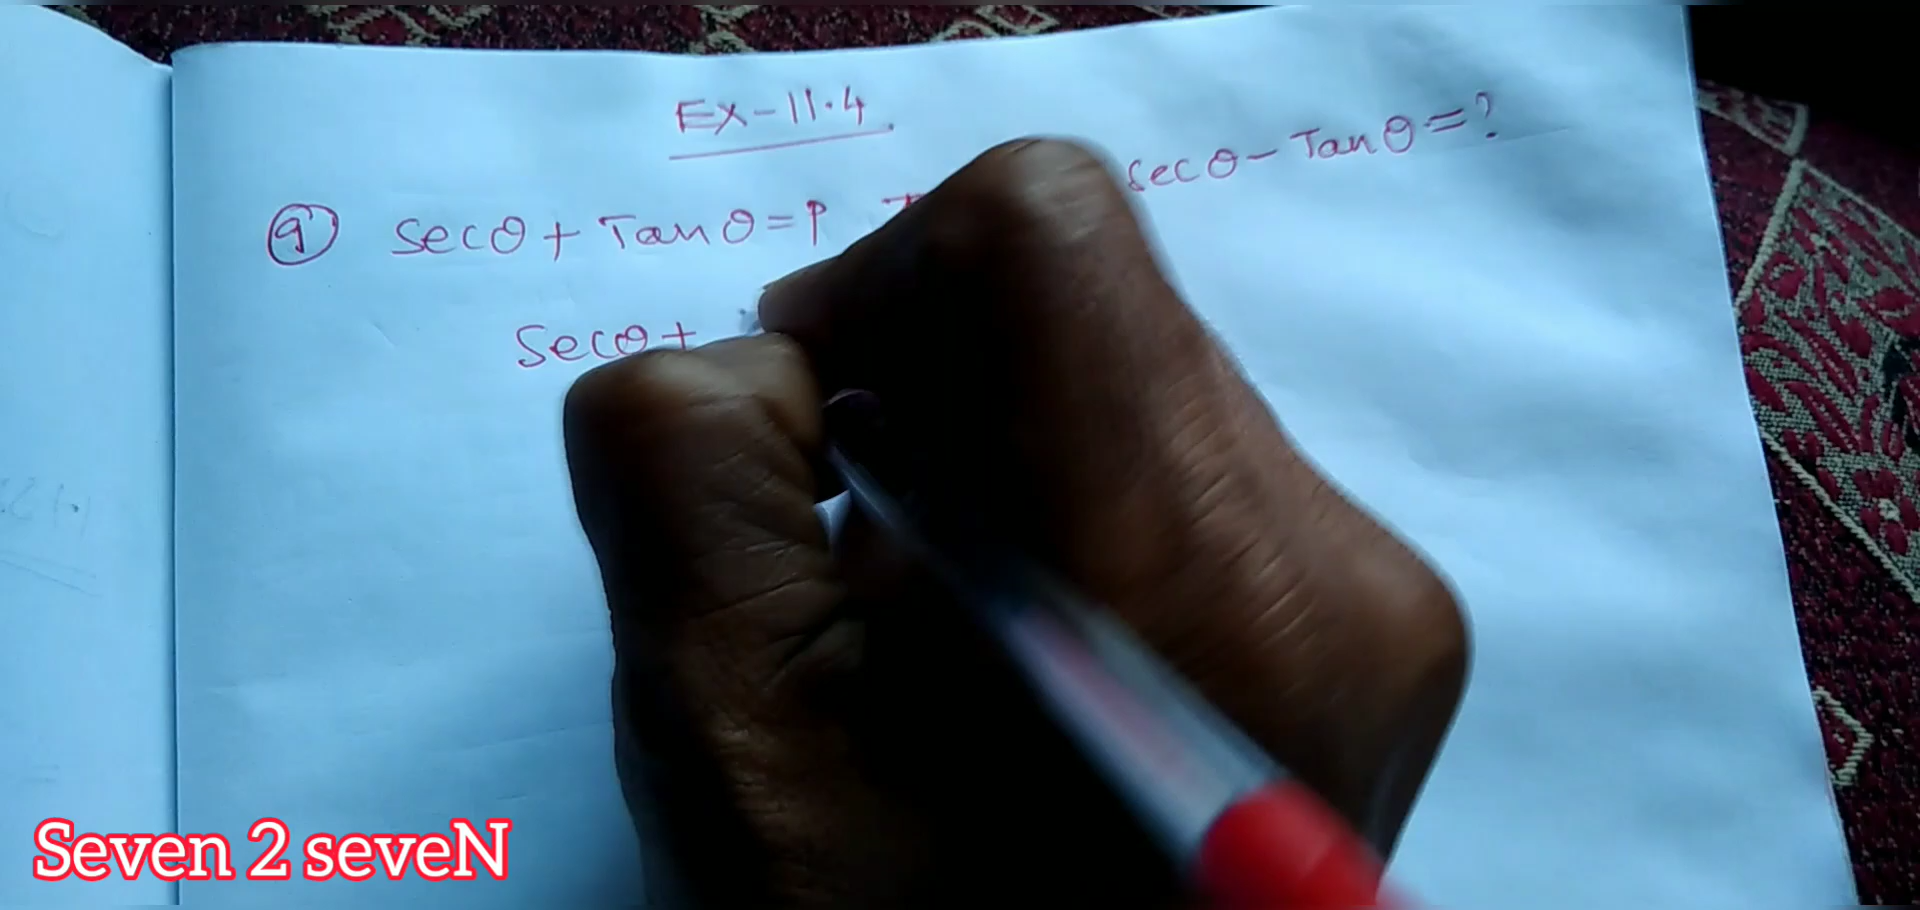 Ex-11.4.
9 secθ + Tanθ = P secθ - Tanθ = ?
Secθ +
Seven 2 seveN